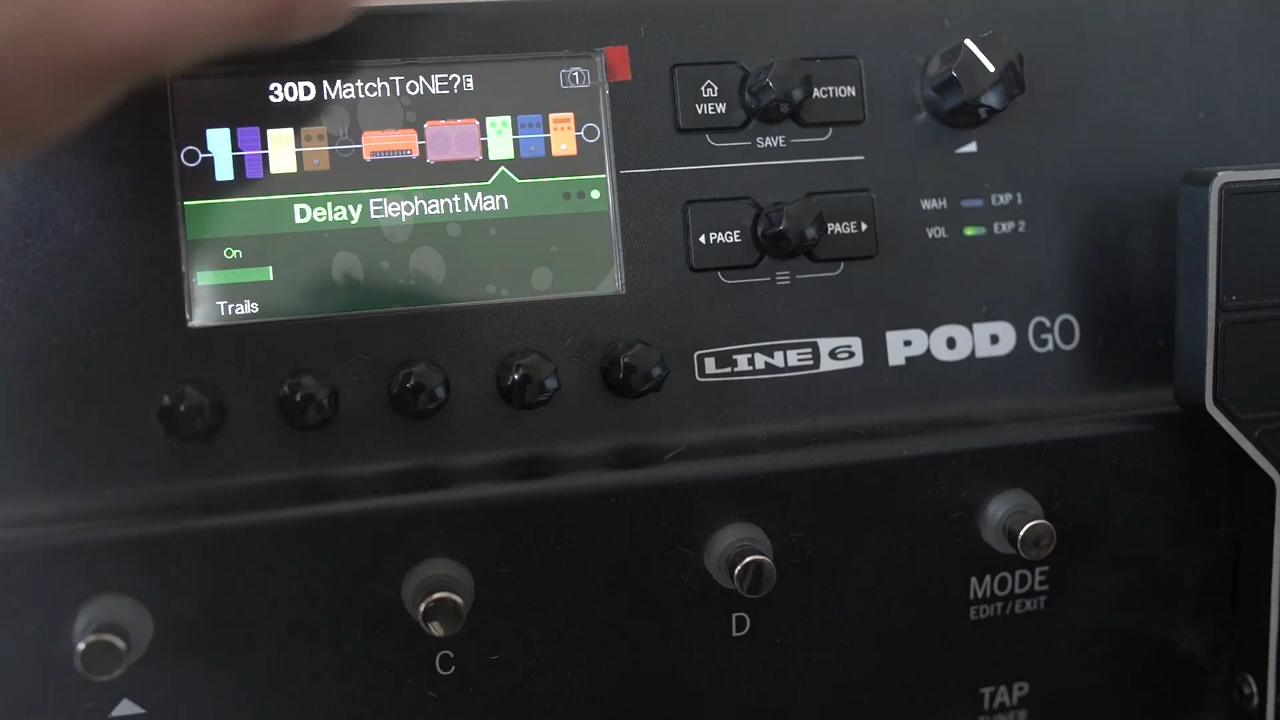 30D MatchToNE?E
1
Delay Elephant Man
On
Trails
VIEW
ACTION
SAVE
PAGE
PAGE
WAH EXP 1
VOL EXP 2
LINE 6 POD GO
C
D
MODE
EDIT/EXIT
TAP
TUNER